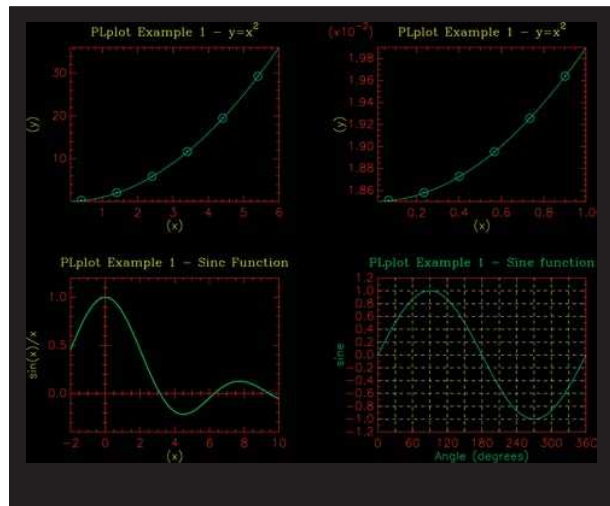 PLplot Example 1 - y=x²
36
30
20
10
(y)
0 1 2 3 4 5 6
(x)
(x10⁻²)
PLplot Example 1 - y=x²
1.98
1.96
1.94
1.92
1.90
1.88
1.86
(y)
0.2 0.4 0.6 0.8 1.0
(x)
PLplot Example 1 - Sinc Function
1.0
0.0
sin(x)/x
-2 0 2 4 6 8 10
(x)
PLplot Example 1 - Sine function
1.2
1.0
0.8
0.6
0.4
0.2
0.0
-0.2
-0.4
-0.6
-0.8
-1.0
-1.2
sine
0 60 120 180 240 300 360
Angle (degrees)